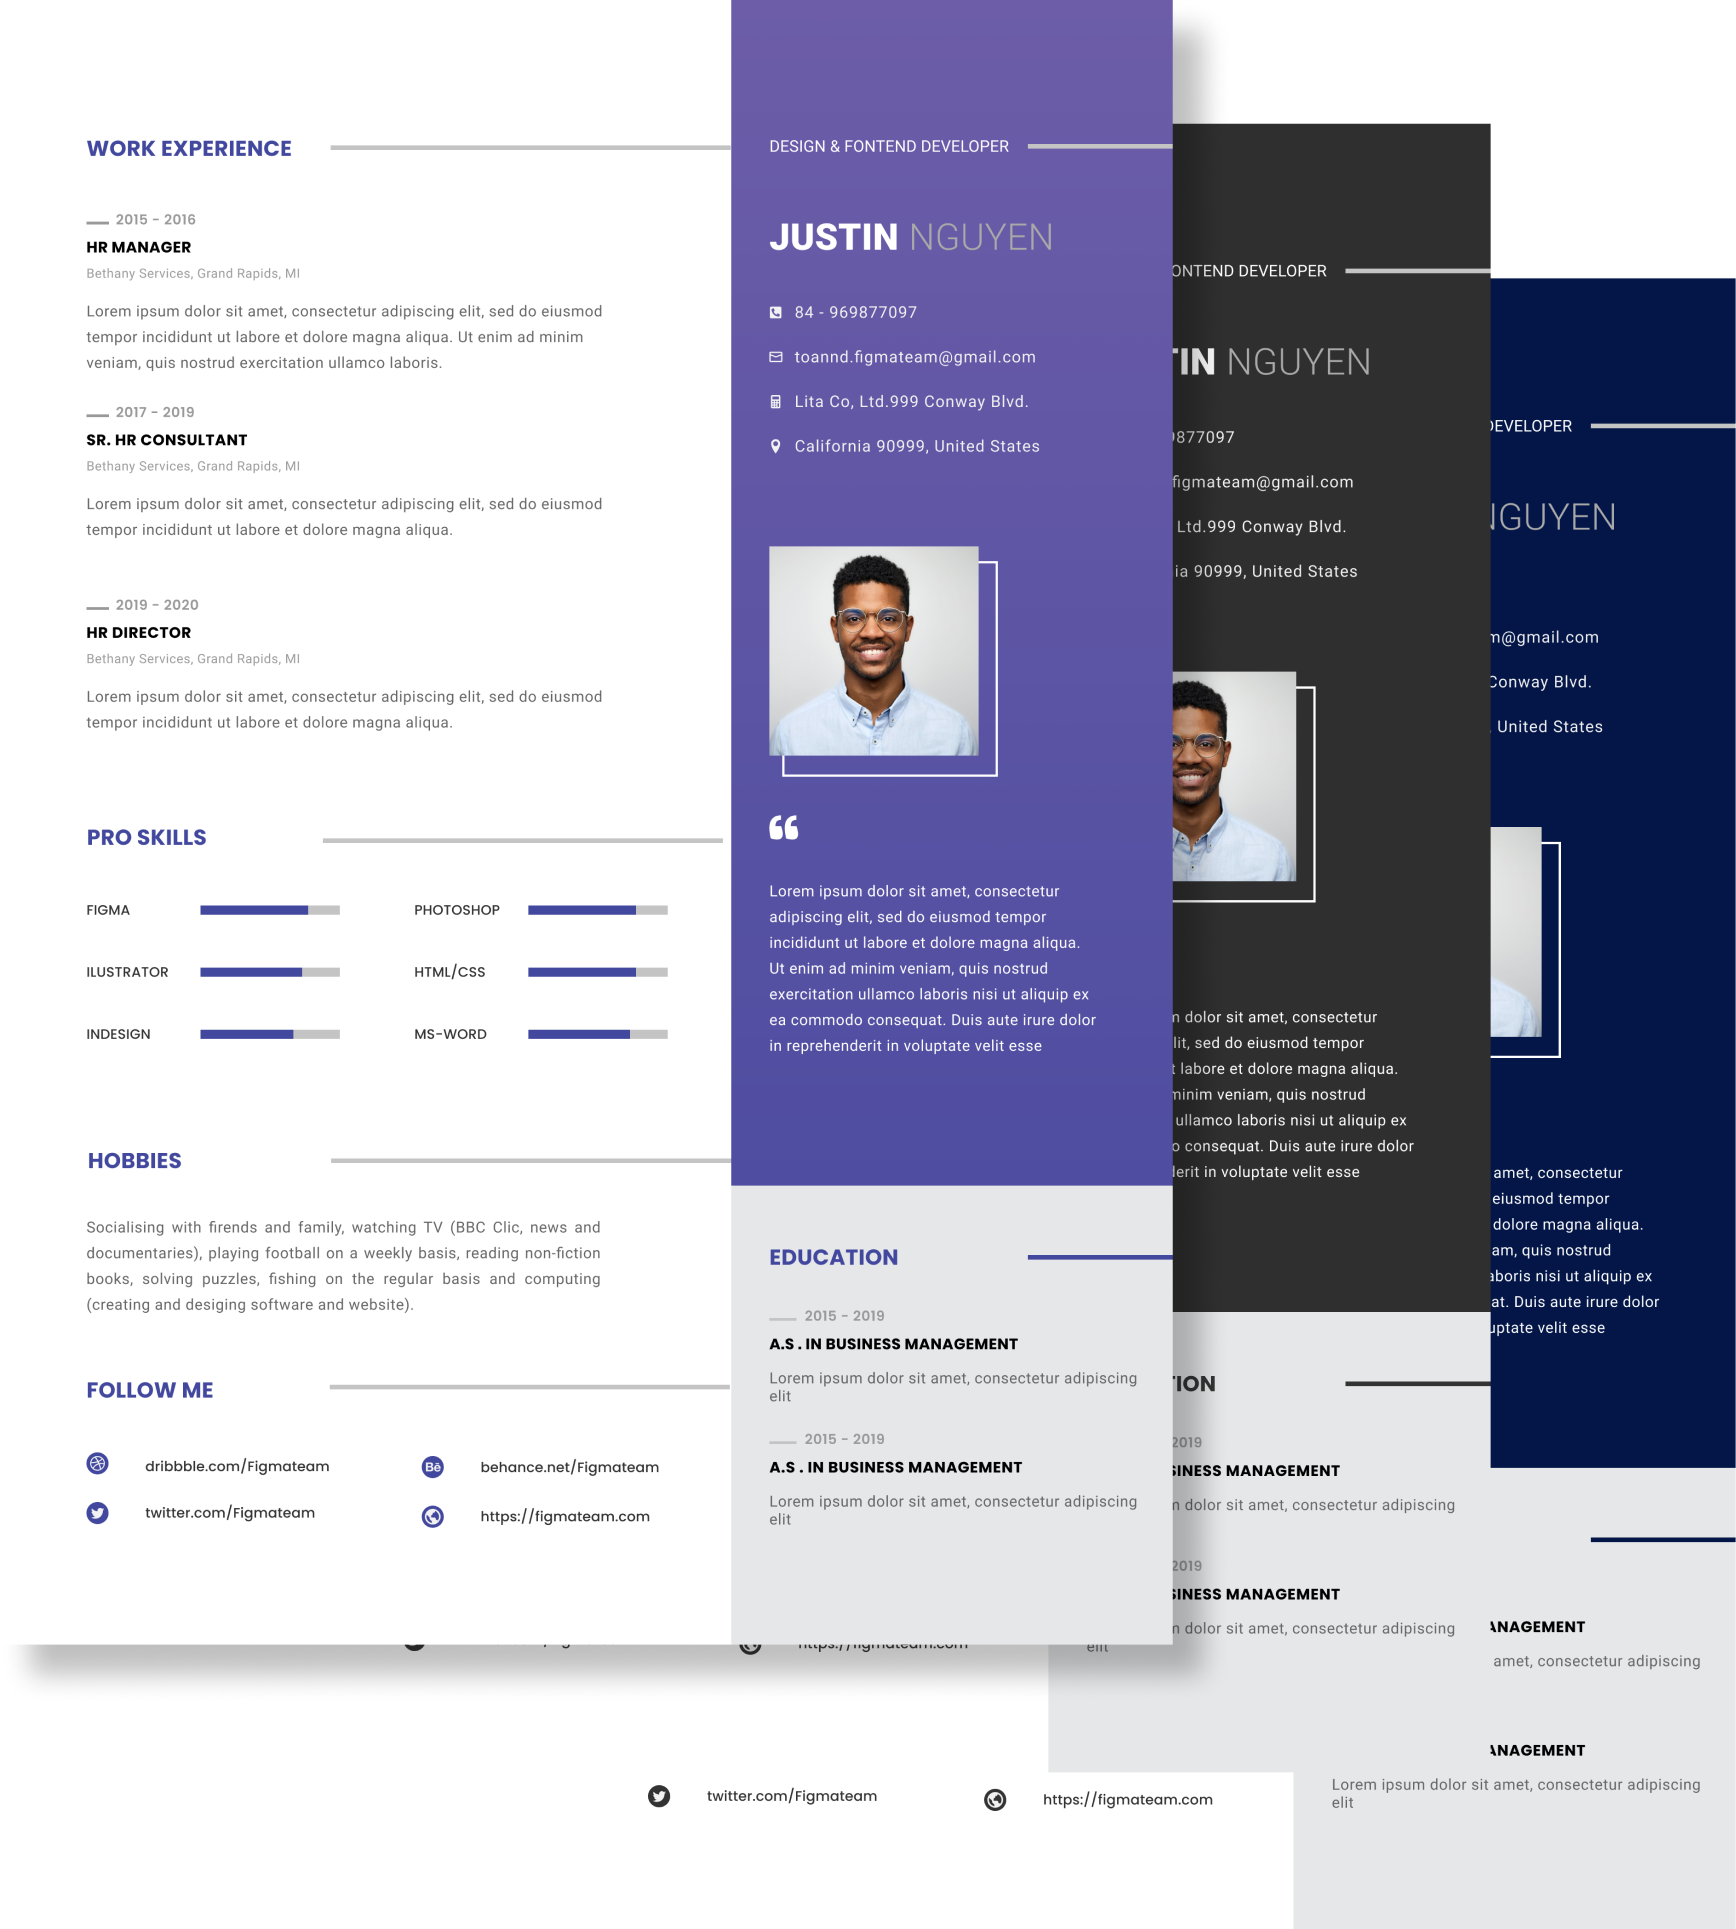 WORK EXPERIENCE
2015 - 2016
HR MANAGER
Bethany Services, Grand Rapids, MI
Lorem ipsum dolor sit amet, consectetur adipiscing elit, sed do eiusmod
tempor incididunt ut labore et dolore magna aliqua. Ut enim ad minim
veniam, quis nostrud exercitation ullamco laboris.
2017 - 2019
SR. HR CONSULTANT
Bethany Services, Grand Rapids, MI
Lorem ipsum dolor sit amet, consectetur adipiscing elit, sed do eiusmod
tempor incididunt ut labore et dolore magna aliqua.
2019 - 2020
HR DIRECTOR
Bethany Services, Grand Rapids, MI
Lorem ipsum dolor sit amet, consectetur adipiscing elit, sed do eiusmod
tempor incididunt ut labore et dolore magna aliqua.
PRO SKILLS
FIGMA
PHOTOSHOP
ILUSTRATOR
HTML/CSS
INDESIGN
MS-WORD
HOBBIES
Socialising with firends and family, watching TV (BBC Clic, news and
documentaries), playing football on a weekly basis, reading non-fiction
books, solving puzzles, fishing on the regular basis and computing
(creating and desiging software and website).
FOLLOW ME
dribbble.com/Figmateam
Bē behance.net/Figmateam
twitter.com/Figmateam
https://figmateam.com
DESIGN & FONTEND DEVELOPER
JUSTIN NGUYEN
84 - 969877097
toannd.figmateam@gmail.com
Lita Co, Ltd.999 Conway Blvd.
California 90999, United States
“
Lorem ipsum dolor sit amet, consectetur
adipiscing elit, sed do eiusmod tempor
incididunt ut labore et dolore magna aliqua.
Ut enim ad minim veniam, quis nostrud
exercitation ullamco laboris nisi ut aliquip ex
ea commodo consequat. Duis aute irure dolor
in reprehenderit in voluptate velit esse
EDUCATION
2015 - 2019
A.S . IN BUSINESS MANAGEMENT
Lorem ipsum dolor sit amet, consectetur adipiscing
elit
2015 - 2019
A.S . IN BUSINESS MANAGEMENT
Lorem ipsum dolor sit amet, consectetur adipiscing
elit
ONTEND DEVELOPER
TIN NGUYEN
9877097
figmateam@gmail.com
Ltd.999 Conway Blvd.
ia 90999, United States
dolor sit amet, consectetur
lit, sed do eiusmod tempor
labore et dolore magna aliqua.
minim veniam, quis nostrud
ullamco laboris nisi ut aliquip ex
consequat. Duis aute irure dolor
erit in voluptate velit esse
TION
2019
SINESS MANAGEMENT
dolor sit amet, consectetur adipiscing
2019
SINESS MANAGEMENT
dolor sit amet, consectetur adipiscing
elit
https://figmateam.com
twitter.com/Figmateam
https://figmateam.com
DEVELOPER
NGUYEN
m@gmail.com
Conway Blvd.
, United States
amet, consectetur
eiusmod tempor
dolore magna aliqua.
am, quis nostrud
aboris nisi ut aliquip ex
at. Duis aute irure dolor
uptate velit esse
ANAGEMENT
amet, consectetur adipiscing
ANAGEMENT
Lorem ipsum dolor sit amet, consectetur adipiscing
elit